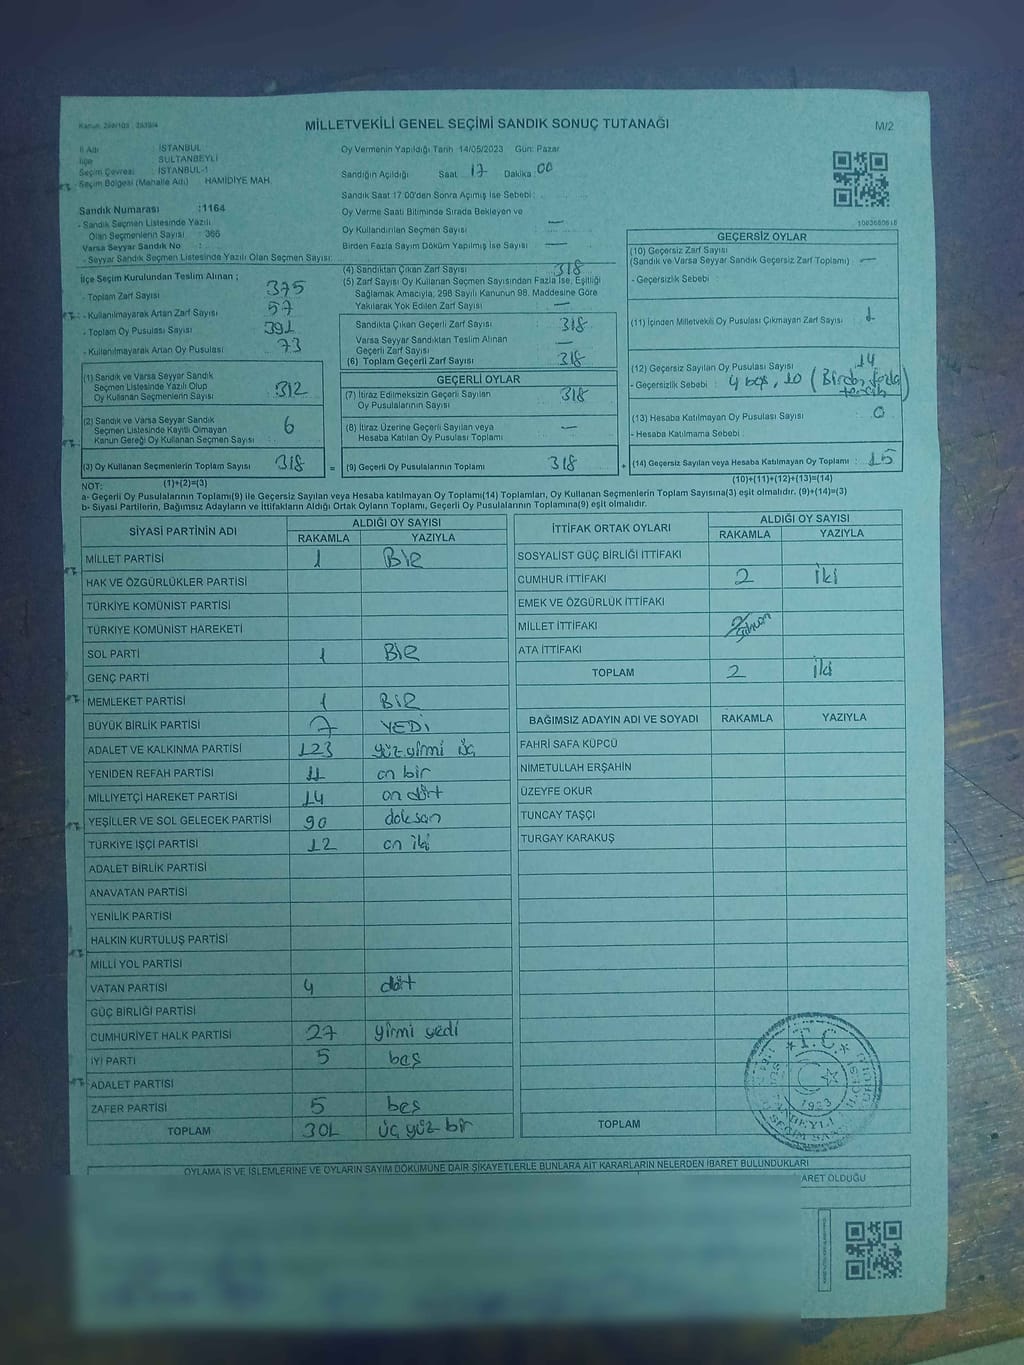 Kanun: 298/105 : 2839/4
MİLLETVEKİLİ GENEL SEÇİMİ SANDIK SONUÇ TUTANAĞI
M/2
İl Adı : İSTANBUL
İlçe SULTANBEYLİ
Seçim Çevresi İSTANBUL-1
Seçim Bölgesi (Mahalle Adı) : HAMİDİYE MAH.
Sandık Numarası :1164
- Sandık Seçmen Listesinde Yazılı
Olan Seçmenlerin Sayısı : 366
Varsa Seyyar Sandık No
- Seyyar Sandık Seçmen Listesinde Yazılı Olan Seçmen Sayısı:
Oy Vermenin Yapıldığı Tarih 14/05/2023 Gün: Pazar
Sandığın Açıldığı Saat 17 Dakika 00
Sandık Saat 17:00'den Sonra Açımış İse Sebebi :
Oy Verme Saati Bitiminde Sırada Bekleyen ve
Oy Kullandırılan Seçmen Sayısı —
Birden Fazla Sayım Döküm Yapılmış İse Sayısı —
1083680618
İlçe Seçim Kurulundan Teslim Alınan ;
- Toplam Zarf Sayısı 375
- Kullanılmayarak Artan Zarf Sayısı 57
- Toplam Oy Pusulası Sayısı 391
- Kullanılmayarak Artan Oy Pusulası 73
(1) Sandık ve Varsa Seyyar Sandık
Seçmen Listesinde Yazılı Olup
Oy Kullanan Seçmenlerin Sayısı 312
(2) Sandık ve Varsa Seyyar Sandık
Seçmen Listesinde Kayıtlı Olmayan
Kanun Gereği Oy Kullanan Seçmen Sayısı : 6
(3) Oy Kullanan Seçmenlerin Toplam Sayısı 318
(1)+(2)=(3)
(4) Sandıktan Çıkan Zarf Sayısı 318
(5) Zarf Sayısı Oy Kullanan Seçmen Sayısından Fazla İse, Eşitliği
Sağlamak Amacıyla, 298 Sayılı Kanunun 98. Maddesine Göre
Yakılarak Yok Edilen Zarf Sayısı —
Sandıkta Çıkan Geçerli Zarf Sayısı 318
Varsa Seyyar Sandıktan Teslim Alınan
Geçerli Zarf Sayısı —
(6) Toplam Geçerli Zarf Sayısı 318
GEÇERLİ OYLAR
(7) İtiraz Edilmeksizin Geçerli Sayılan
Oy Pusulalarının Sayısı 318
(8) İtiraz Üzerine Geçerli Sayılan veya
Hesaba Katılan Oy Pusulası Toplamı —
= (9) Geçerli Oy Pusulalarının Toplamı 318
GEÇERSİZ OYLAR
(10) Geçersiz Zarf Sayısı
(Sandık ve Varsa Seyyar Sandık Geçersiz Zarf Toplamı) —
- Geçersizlik Sebebi :
(11) İçinden Milletvekili Oy Pusulası Çıkmayan Zarf Sayısı 1
(12) Geçersiz Sayılan Oy Pusulası Sayısı 14
- Geçersizlik Sebebi : 4 boş, 10 (Birden fazla
tercih)
(13) Hesaba Katılmayan Oy Pusulası Sayısı 0
- Hesaba Katılmama Sebebi
+ (14) Geçersiz Sayılan veya Hesaba Katılmayan Oy Toplamı : 15
(10)+(11)+(12)+(13)=(14)
NOT:
a- Geçerli Oy Pusulalarının Toplamı(9) ile Geçersiz Sayılan veya Hesaba katılmayan Oy Toplamı(14) Toplamları, Oy Kullanan Seçmenlerin Toplam Sayısına(3) eşit olmalıdır. (9)+(14)=(3)
b- Siyasi Partilerin, Bağımsız Adayların ve İttifakların Aldığı Ortak Oyların Toplamı, Geçerli Oy Pusulalarının Toplamına(9) eşit olmalıdır.
SİYASİ PARTİNİN ADI ALDIĞI OY SAYISI
RAKAMLA YAZIYLA
MİLLET PARTİSİ 1 BİR
HAK VE ÖZGÜRLÜKLER PARTİSİ
TÜRKİYE KOMÜNİST PARTİSİ
TÜRKİYE KOMÜNİST HAREKETİ
SOL PARTİ 1 BİR
GENÇ PARTİ
MEMLEKET PARTİSİ 1 BİR
BÜYÜK BİRLİK PARTİSİ 7 YEDİ
ADALET VE KALKINMA PARTİSİ 123 yüz yirmi üç
YENİDEN REFAH PARTİSİ 11 on bir
MİLLİYETÇİ HAREKET PARTİSİ 14 on dört
YEŞİLLER VE SOL GELECEK PARTİSİ 90 doksan
TÜRKİYE İŞÇİ PARTİSİ 12 on iki
ADALET BİRLİK PARTİSİ
ANAVATAN PARTİSİ
YENİLİK PARTİSİ
HALKIN KURTULUŞ PARTİSİ
MİLLİ YOL PARTİSİ
VATAN PARTİSİ 4 dört
GÜÇ BİRLİĞİ PARTİSİ
CUMHURİYET HALK PARTİSİ 27 yirmi yedi
İYİ PARTİ 5 beş
ADALET PARTİSİ
ZAFER PARTİSİ 5 beş
TOPLAM 301 üç yüz bir
İTTİFAK ORTAK OYLARI ALDIĞI OY SAYISI
RAKAMLA YAZIYLA
SOSYALİST GÜÇ BİRLİĞİ İTTİFAKI
CUMHUR İTTİFAKI 2 iki
EMEK VE ÖZGÜRLÜK İTTİFAKI
MİLLET İTTİFAKI
ATA İTTİFAKI
TOPLAM 2 iki
BAĞIMSIZ ADAYIN ADI VE SOYADI RAKAMLA YAZIYLA
FAHRİ SAFA KÜPCÜ
NİMETULLAH ERŞAHİN
ÜZEYFE OKUR
TUNCAY TAŞÇI
TURGAY KARAKUŞ
TOPLAM
T.C.
1923
OYLAMA İŞ VE İŞLEMLERİNE VE OYLARIN SAYIM DÖKÜMÜNE DAİR ŞİKAYETLERLE BUNLARA AİT KARARLARIN NELERDEN İBARET BULUNDUKLARI
BARET OLDUĞU